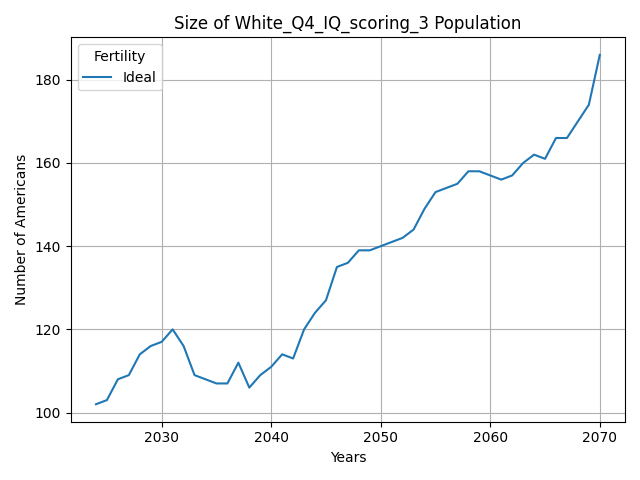 Size of White_Q4_IQ_scoring_3 Population
Fertility
Ideal
180
160
140
120
100
Number of Americans
2030
2040
2050
2060
2070
Years